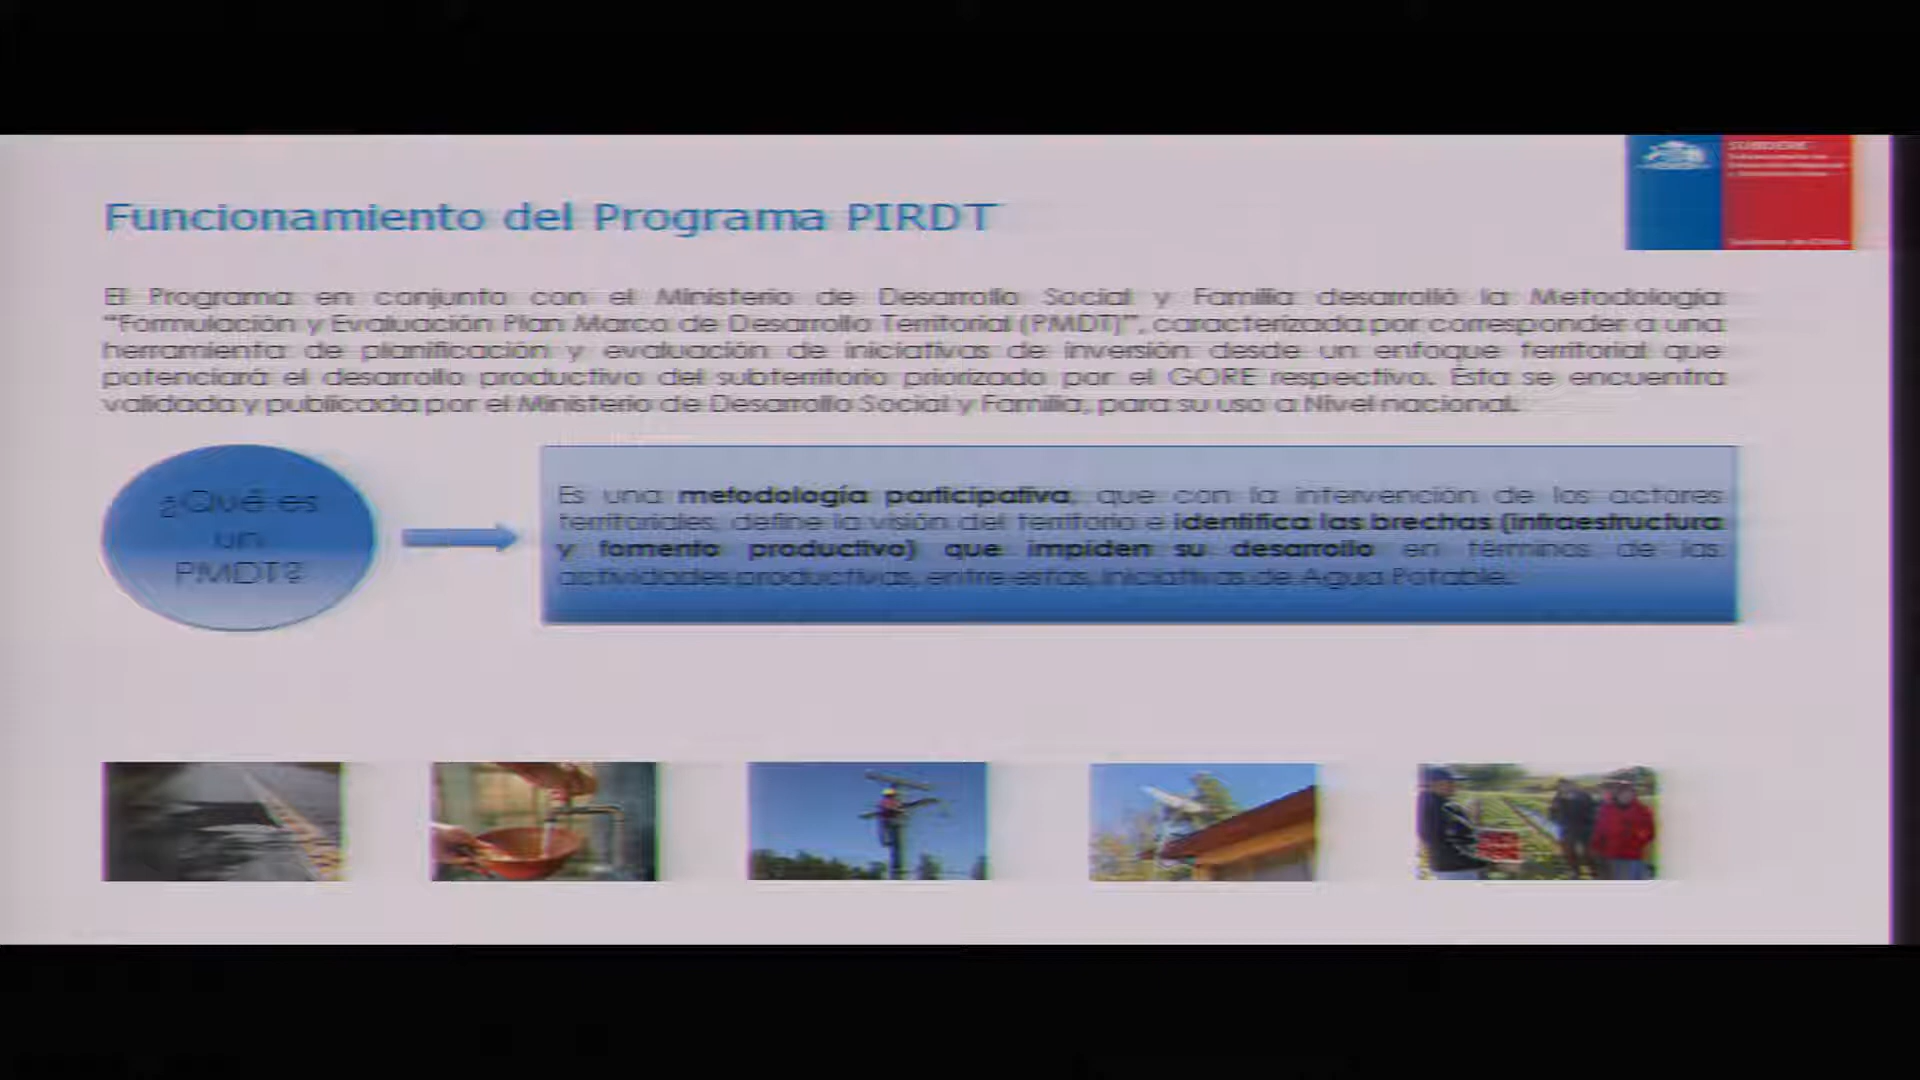 SUBDERE
Funcionamiento del Programa PIRDT
El Programa en conjunto con el Ministerio de Desarrollo Social y Familia desarrolló la Metodología
"Formulación y Evaluación Plan Marco de Desarrollo Territorial (PMDT)", caracterizada por corresponder a una
herramienta de planificación y evaluación de iniciativas de inversión desde un enfoque territorial que
potenciará el desarrollo productivo del subterritorio priorizado por el GORE respectivo. Ésta se encuentra
validada y publicada por el Ministerio de Desarrollo Social y Familia, para su uso a Nivel nacional.
¿Qué es
un
PMDT?
Es una metodología participativa, que con la intervención de los actores
territoriales, define la visión del territorio e identifica las brechas (infraestructura
y fomento productivo) que impiden su desarrollo en términos de las
actividades productivas, entre estas, iniciativas de Agua Potable.